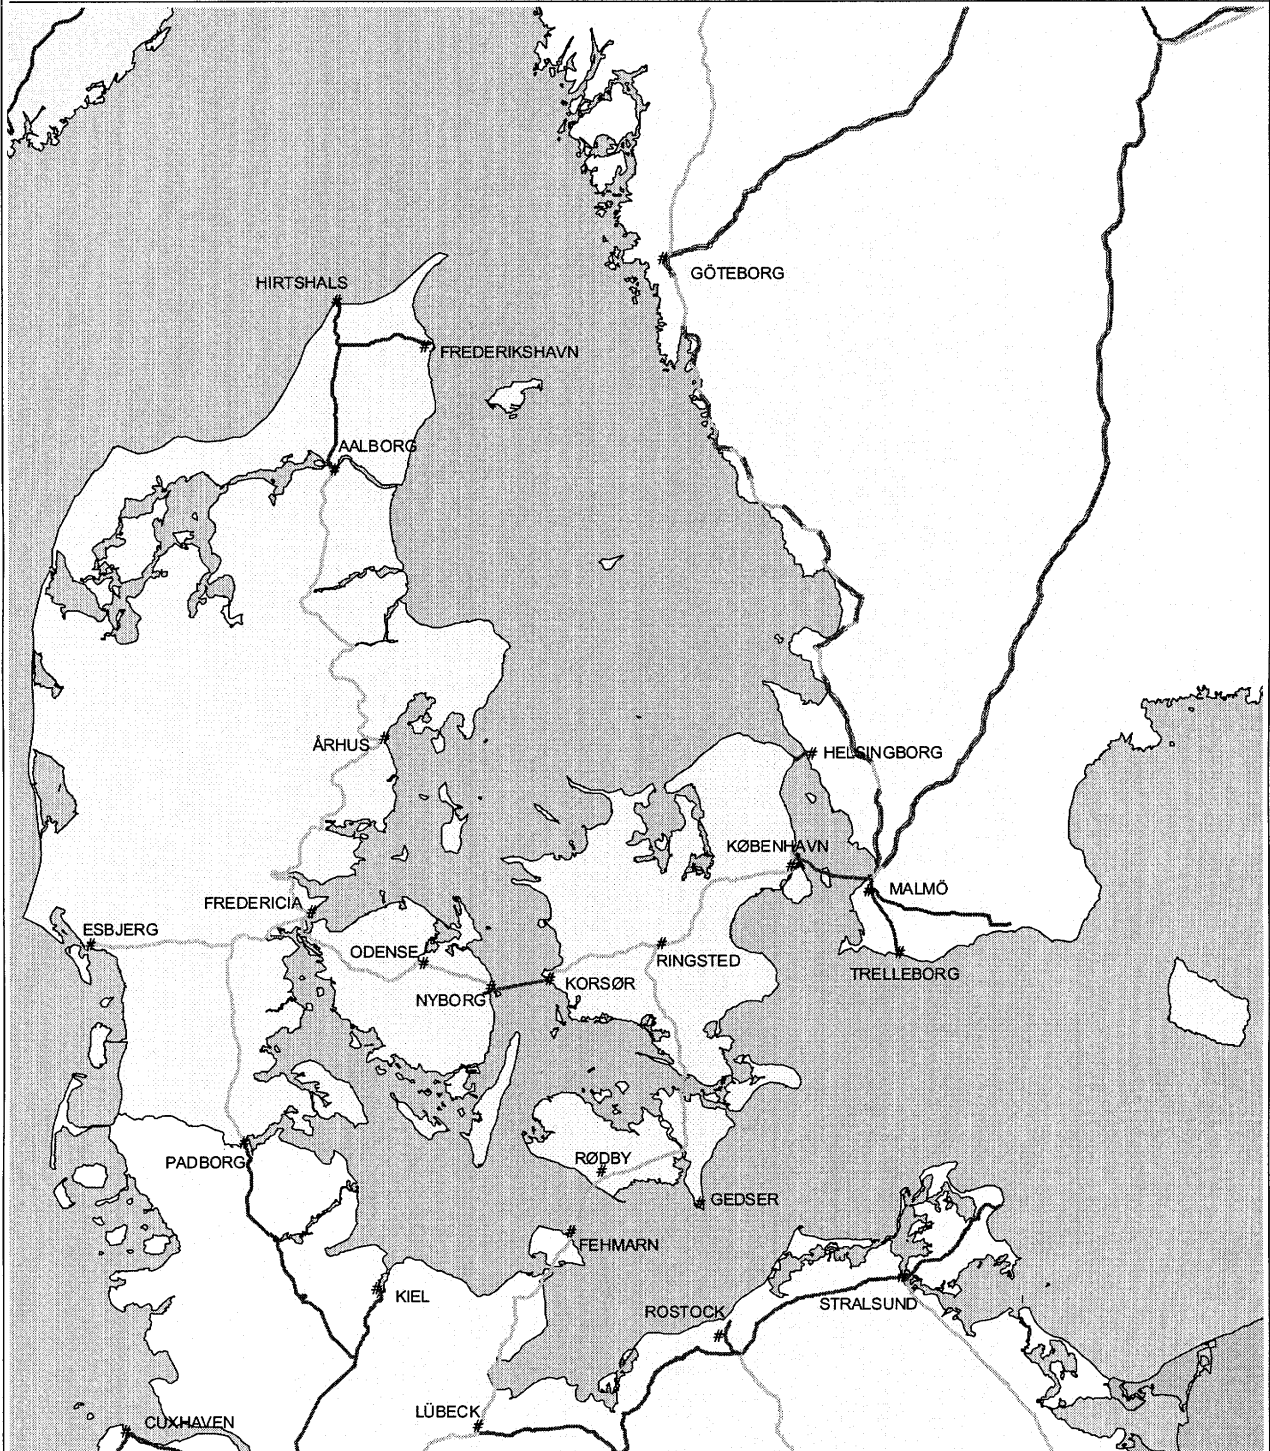 GÖTEBORG
HIRTSHALS
FREDERIKSHAVN
AALBORG
ÅRHUS
HELSINGBORG
KØBENHAVN
MALMÖ
FREDERICIA
ESBJERG
ODENSE
RINGSTED
TRELLEBORG
KORSØR
NYBORG
PADBORG
RØDBY
GEDSER
FEHMARN
KIEL
STRALSUND
ROSTOCK
LÜBECK
CUXHAVEN